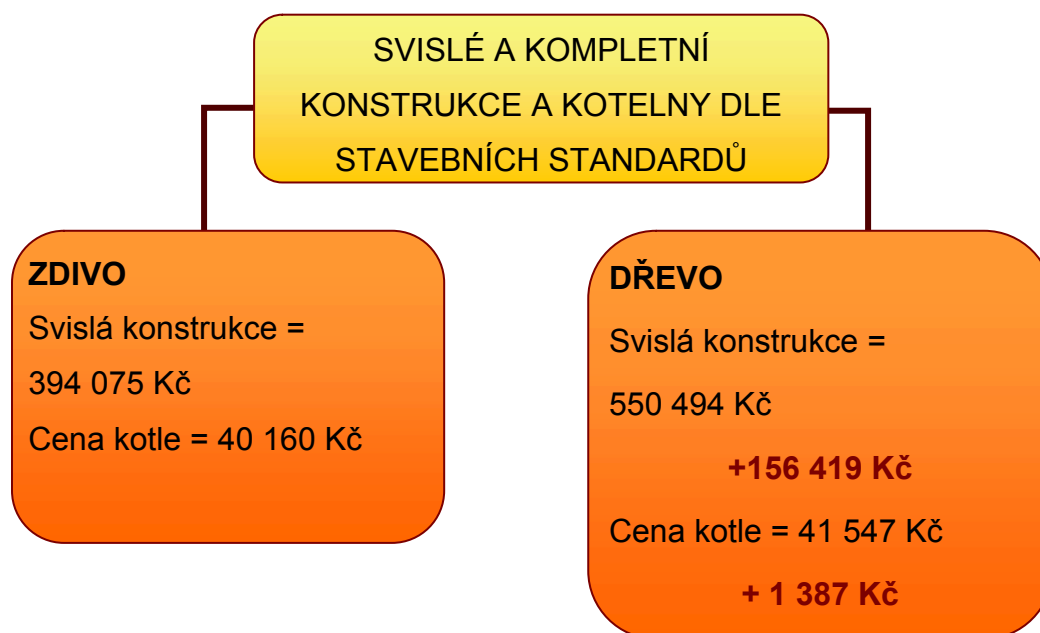 SVISLÉ A KOMPLETNÍ
KONSTRUKCE A KOTELNY DLE
STAVEBNÍCH STANDARDŮ
ZDIVO
Svislá konstrukce =
394 075 Kč
Cena kotle = 40 160 Kč
DŘEVO
Svislá konstrukce =
550 494 Kč
+156 419 Kč
Cena kotle = 41 547 Kč
+ 1 387 Kč